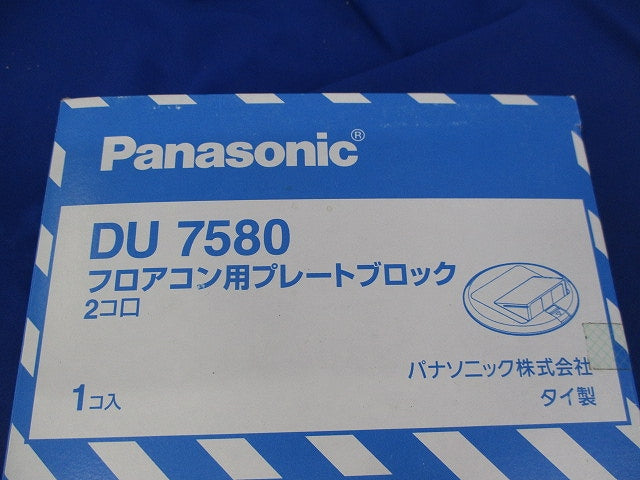 Panasonic®
DU 7580
フロアコン用プレートブロック
2コ口
1コ入
パナソニック株式会社
タイ製